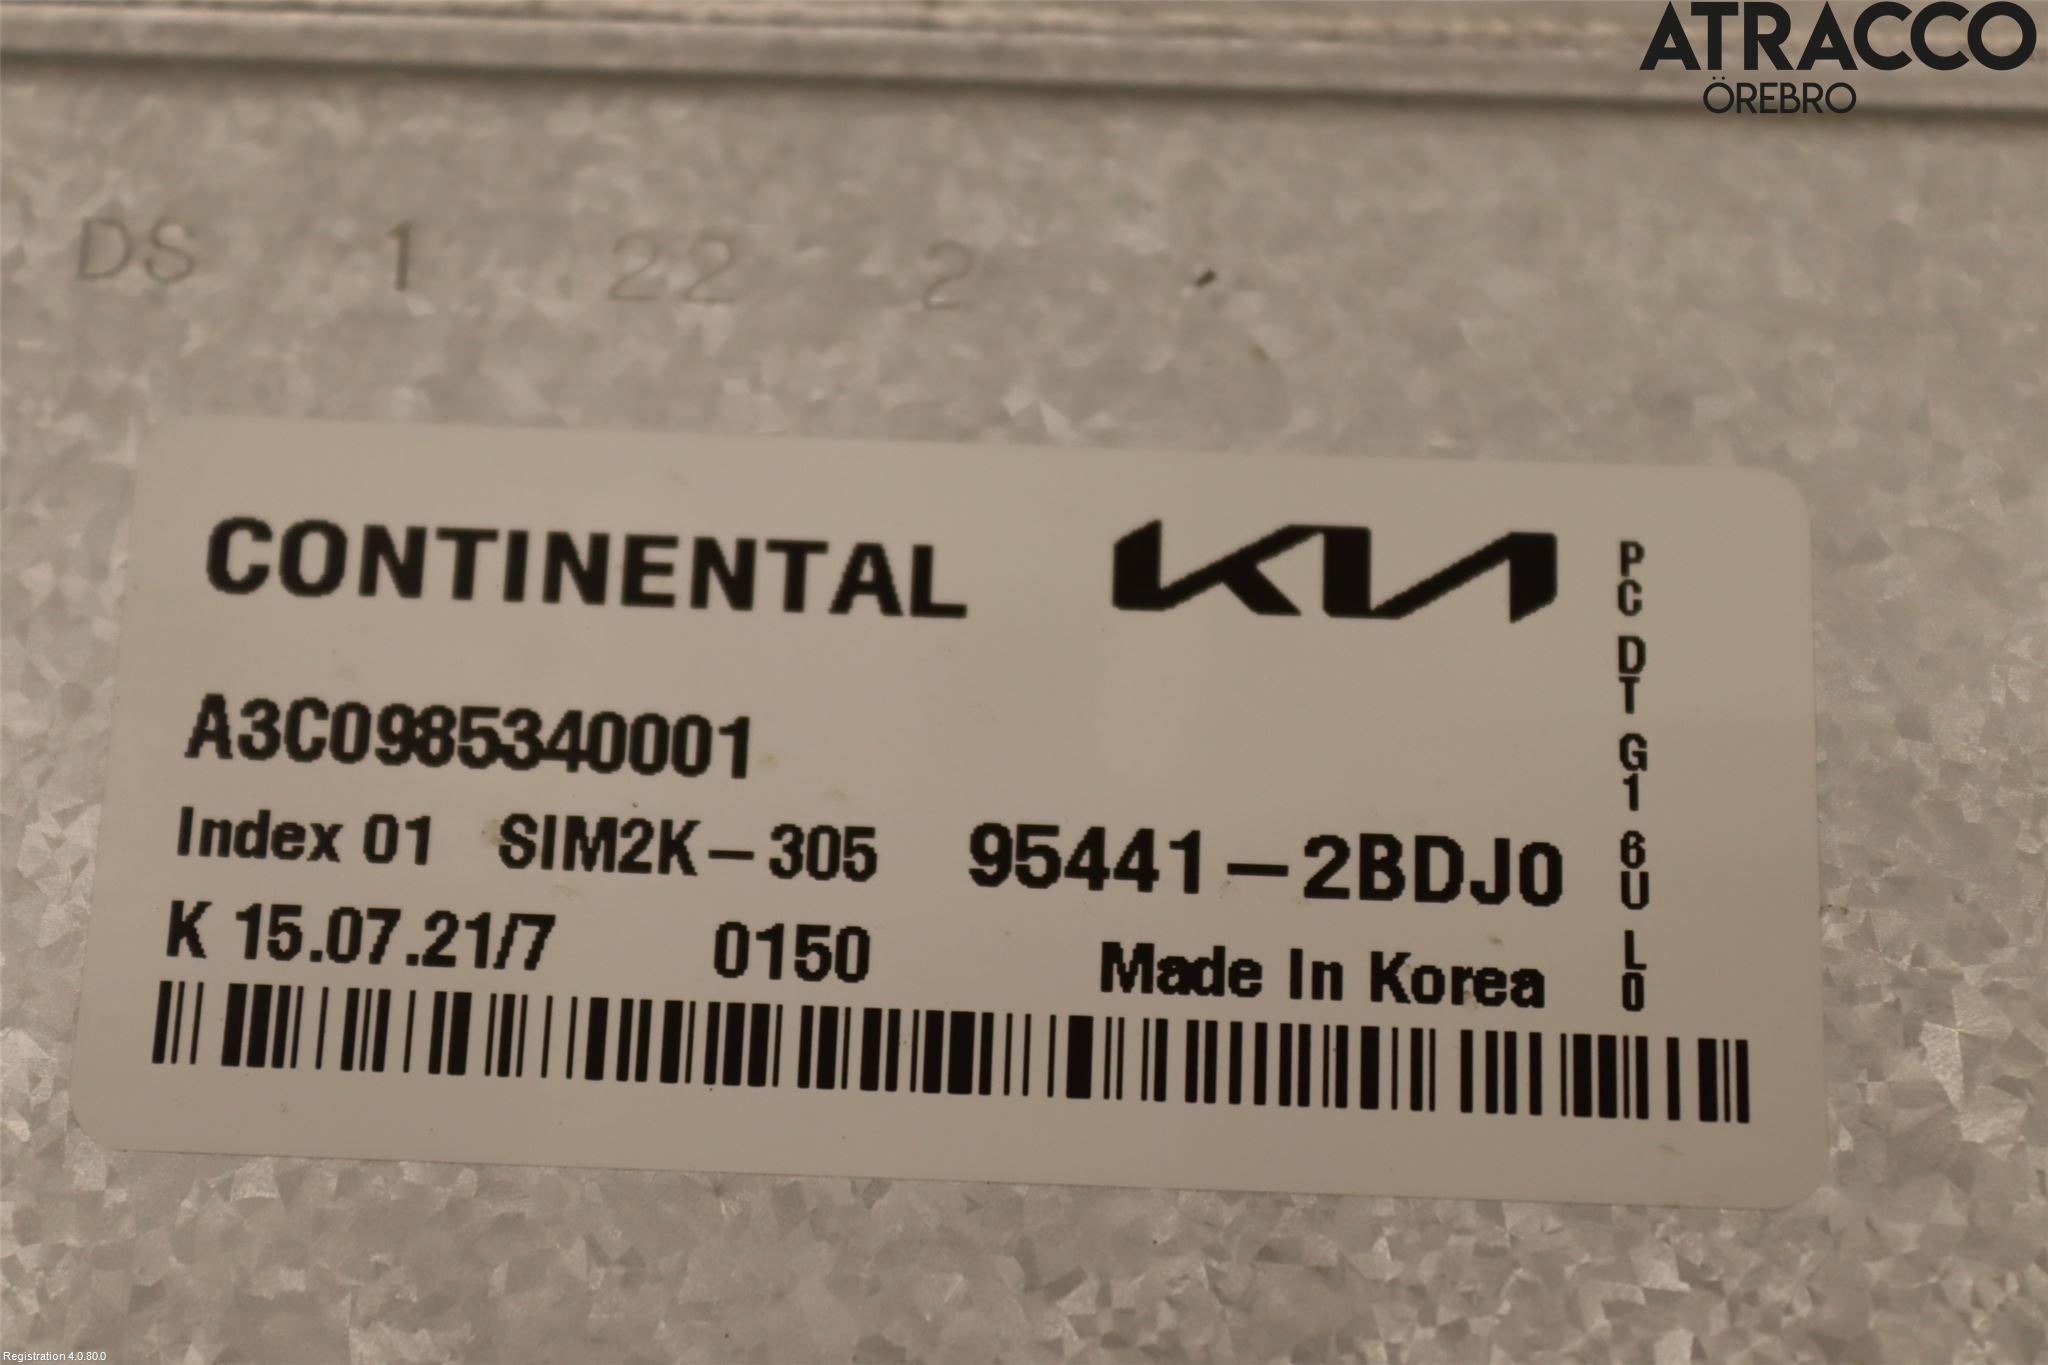 ATRACCO
ÖREBRO
DS 1 22 2
CONTINENTAL KIA
A3C0985340001
Index 01 SIM2K-305 95441-2BDJ0
K 15.07.21/7 0150 Made In Korea
PC DT G1 6U L0
Registration 4.0.80.0